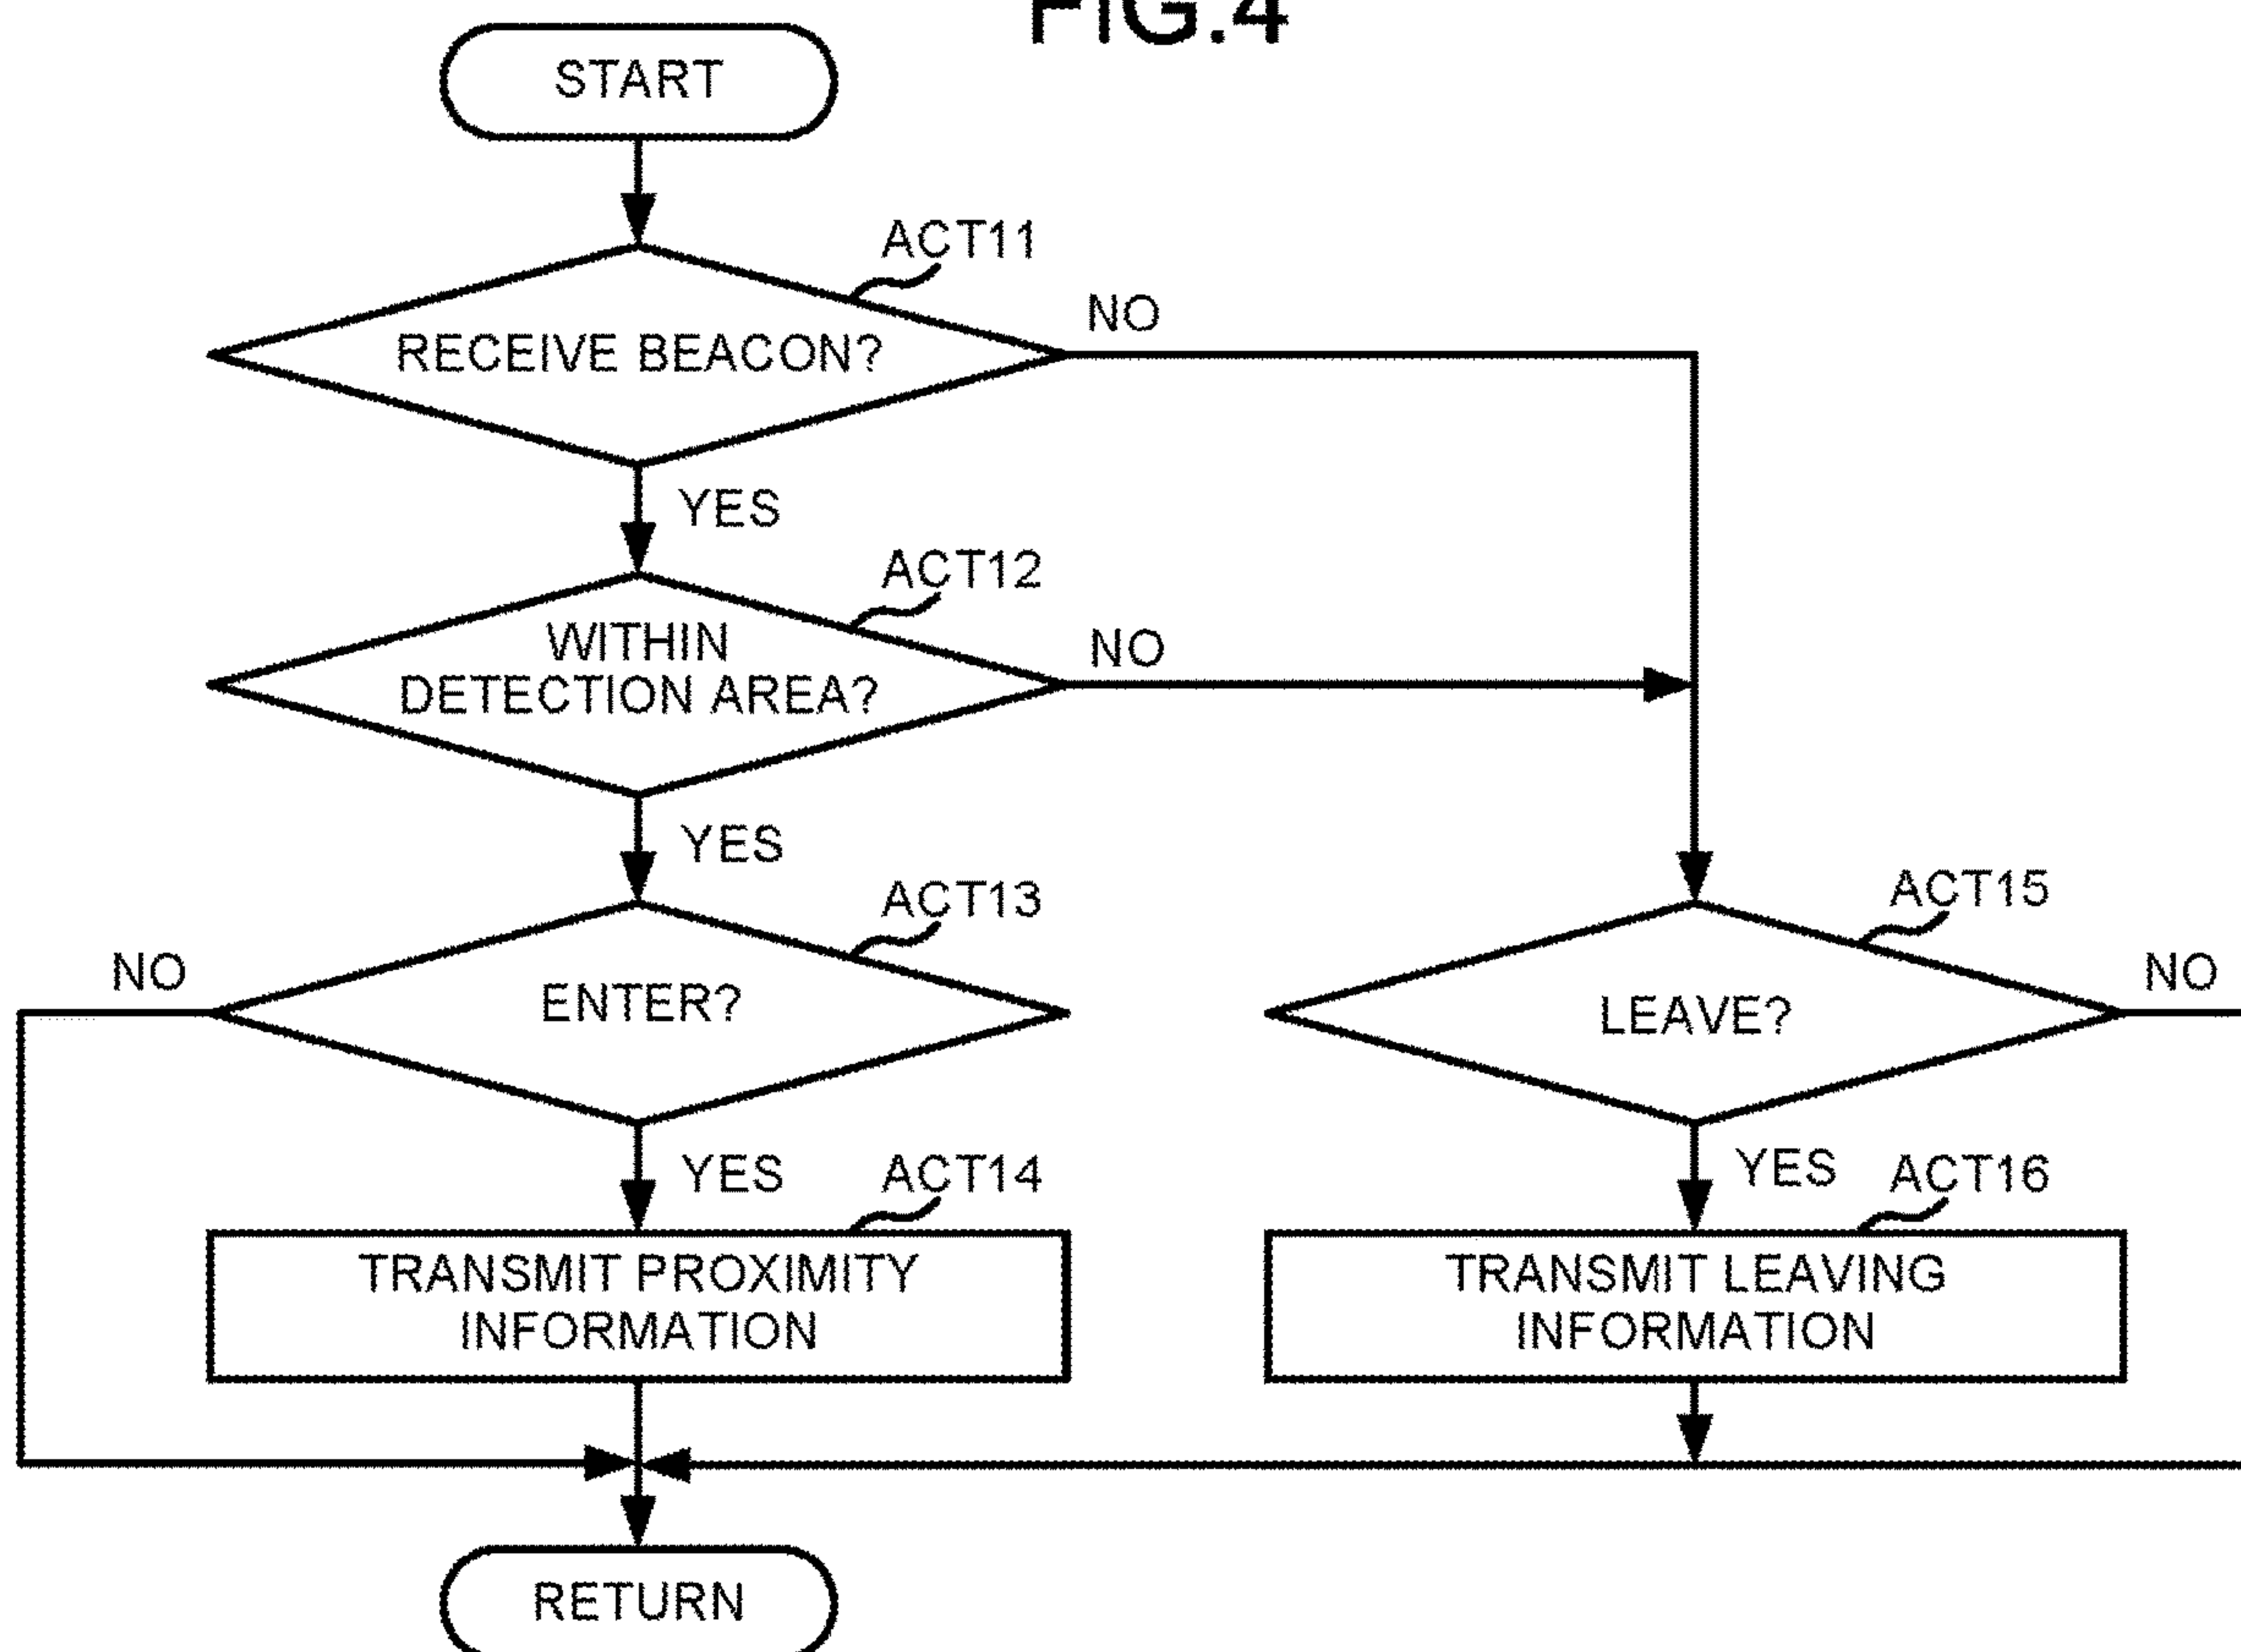 FIG.4
START
ACT11
RECEIVE BEACON?
NO
YES
ACT12
WITHIN
DETECTION AREA?
NO
YES
ACT13
NO
ENTER?
ACT15
LEAVE?
NO
YES
ACT14
TRANSMIT PROXIMITY
INFORMATION
YES
ACT16
TRANSMIT LEAVING
INFORMATION
RETURN